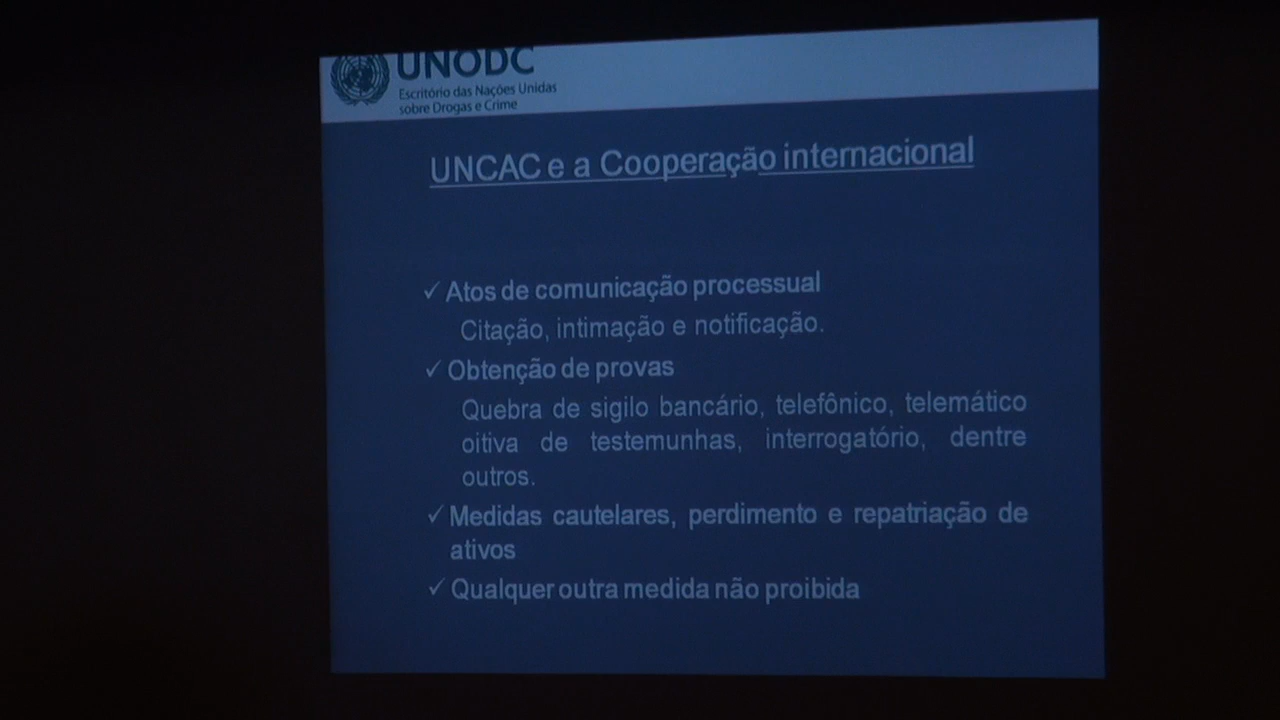 UNODC
Escritório das Nações Unidas
sobre Drogas e Crime
UNCAC e a Cooperação internacional
✓ Atos de comunicação processual
Citação, intimação e notificação.
✓ Obtenção de provas
Quebra de sigilo bancário, telefônico, telemático
oitiva de testemunhas, interrogatório, dentre
outros.
✓ Medidas cautelares, perdimento e repatriação de
ativos
✓ Qualquer outra medida não proibida